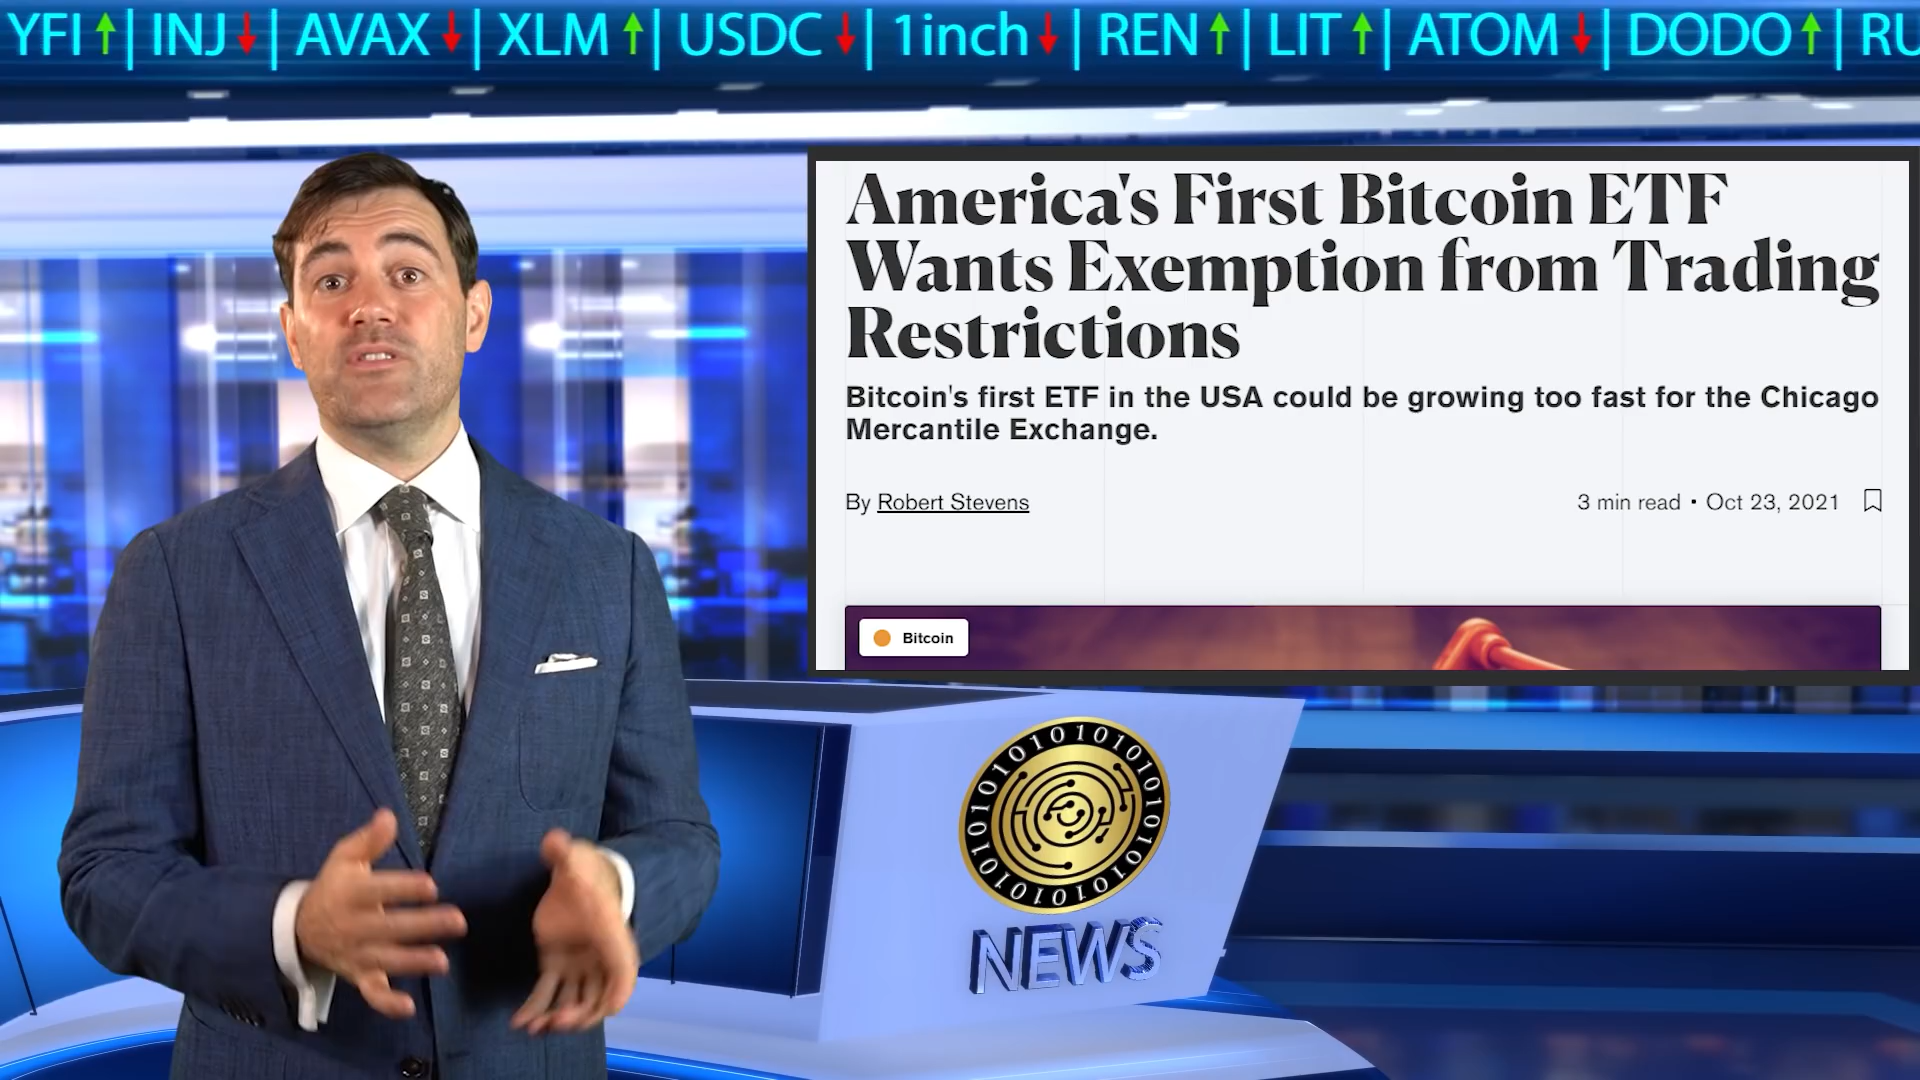 YFI | INJ | AVAX | XLM | USDC | 1inch | REN | LIT | ATOM | DODO | RU
America's First Bitcoin ETF
Wants Exemption from Trading
Restrictions
Bitcoin's first ETF in the USA could be growing too fast for the Chicago
Mercantile Exchange.
By Robert Stevens
3 min read • Oct 23, 2021
Bitcoin
NEWS